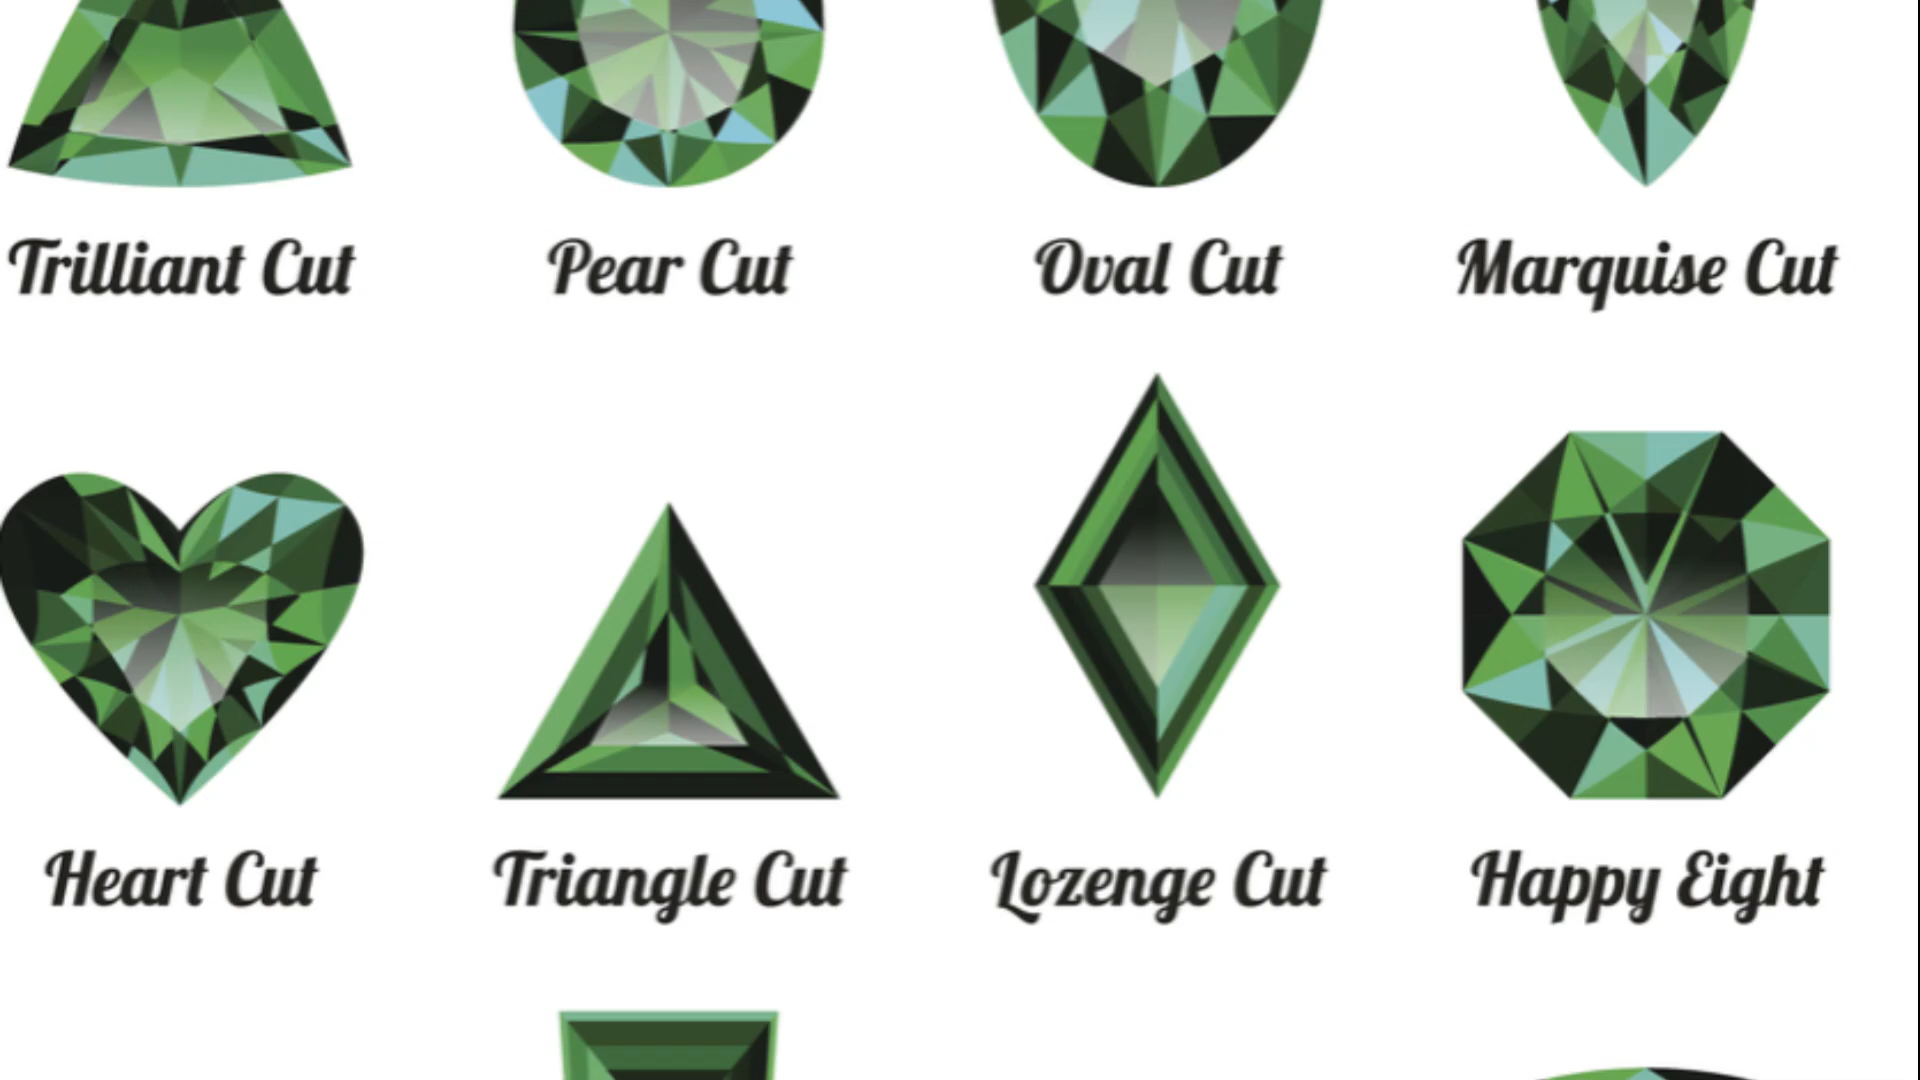 Trilliant Cut
Pear Cut
Oval Cut
Marquise Cut
Heart Cut
Triangle Cut
Lozenge Cut
Happy Eight